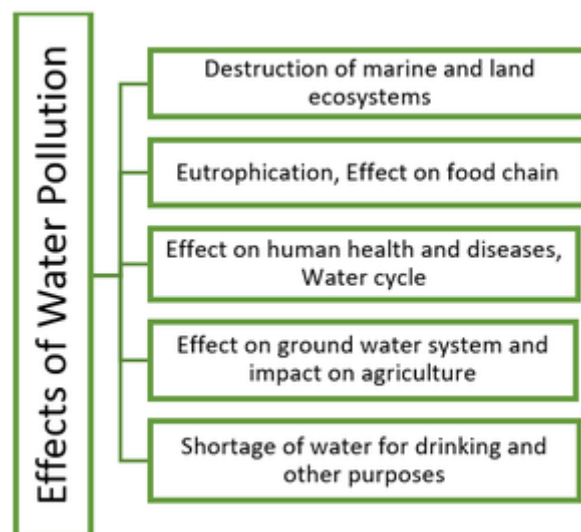 Effects of Water Pollution
Destruction of marine and land
ecosystems
Eutrophication, Effect on food chain
Effect on human health and diseases,
Water cycle
Effect on ground water system and
impact on agriculture
Shortage of water for drinking and
other purposes